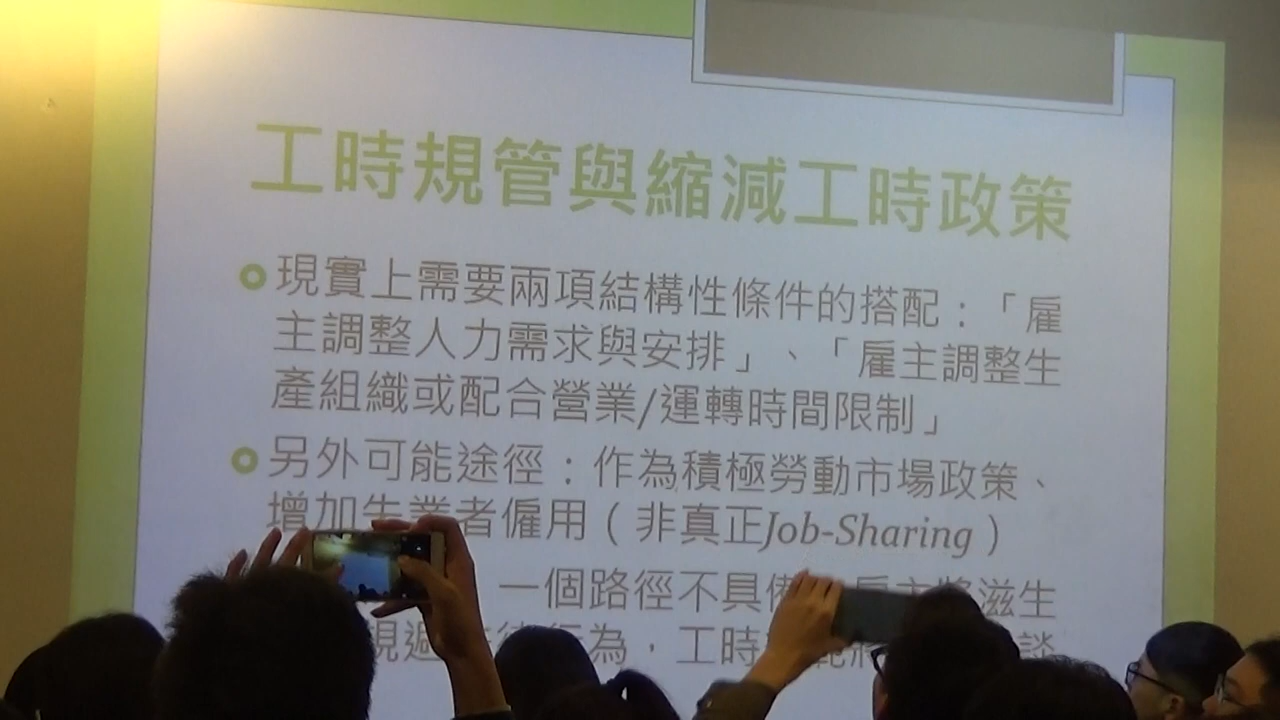 工時規管與縮減工時政策
現實上需要兩項結構性條件的搭配：「雇
主調整人力需求與安排」、「雇主調整生
產組織或配合營業/運轉時間限制」
另外可能途徑：作為積極勞動市場政策、
增加失業者僱用（非真正Job-Sharing）
一個路徑不具 滋生
為，工時 談